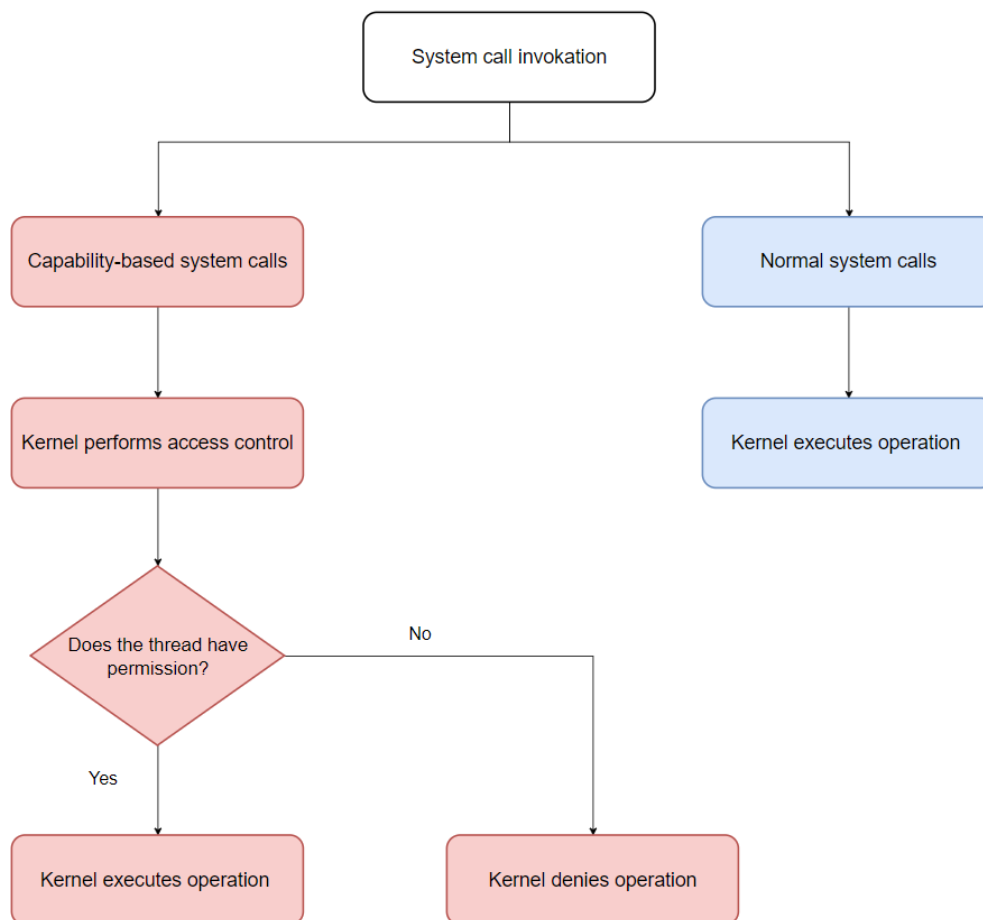 System call invokation
Capability-based system calls
Normal system calls
Kernel performs access control
Kernel executes operation
Does the thread have
permission?
No
Yes
Kernel executes operation
Kernel denies operation